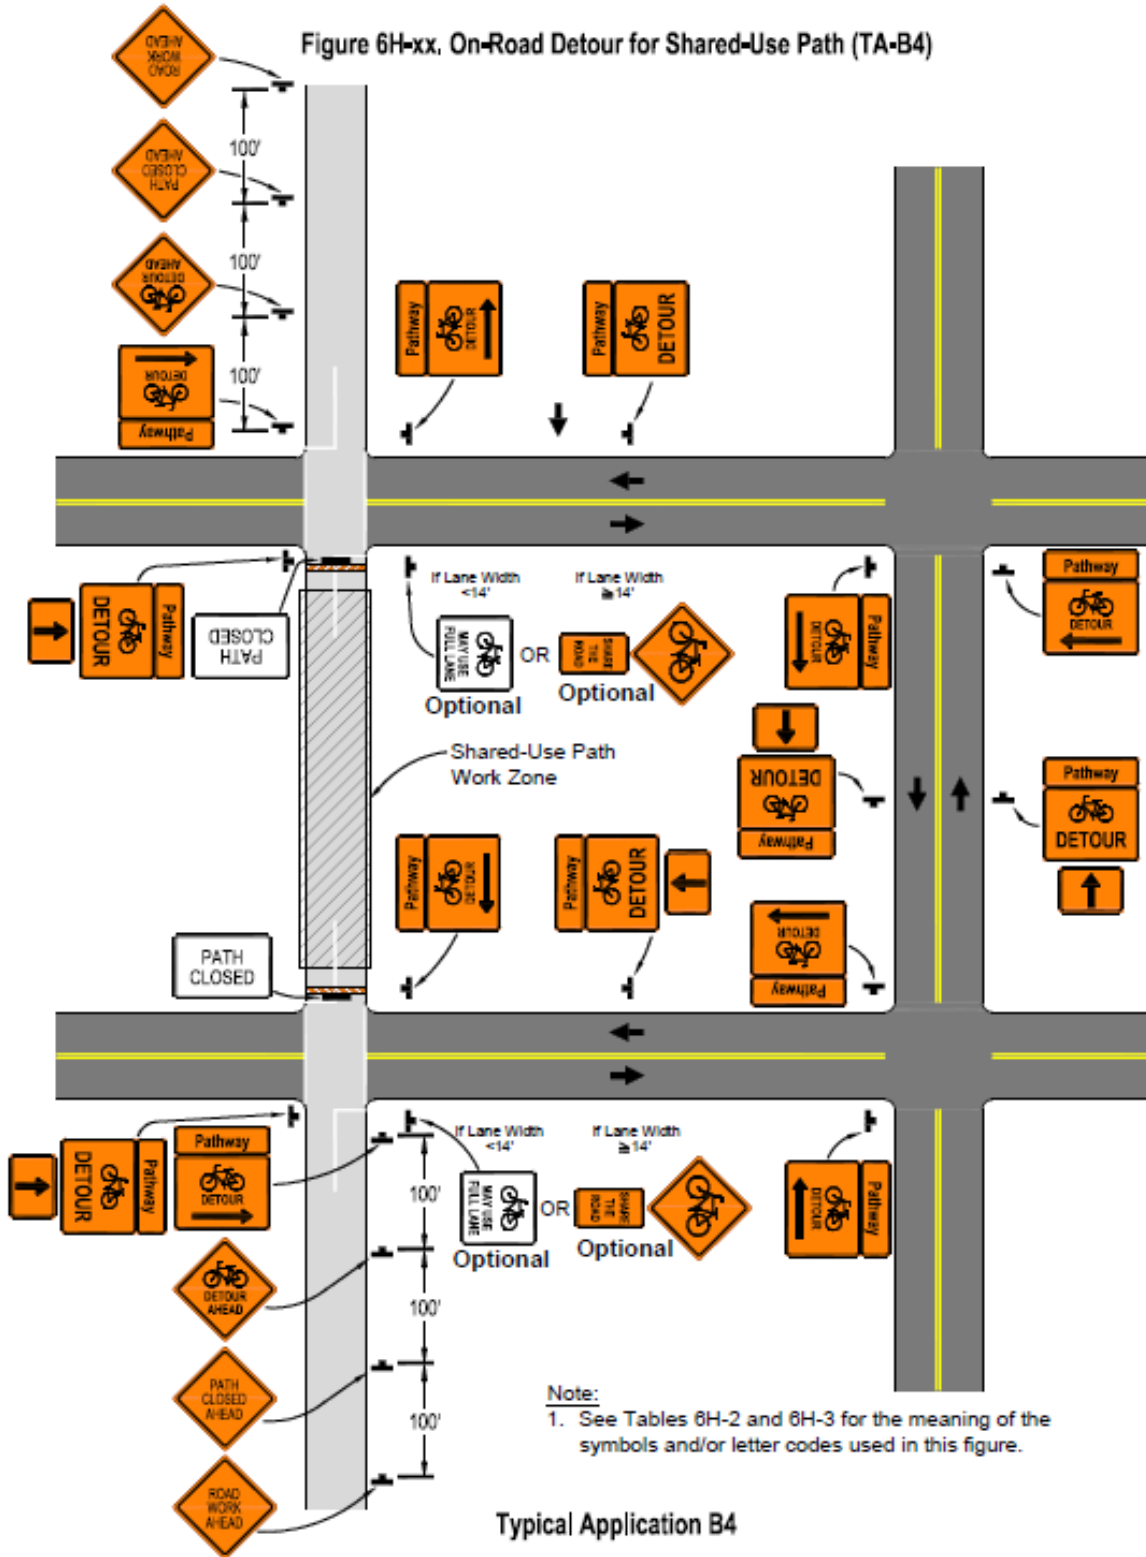 Figure 6H-xx. On-Road Detour for Shared-Use Path (TA-B4)
ROAD
WORK
AHEAD
100'
PATH
CLOSED
AHEAD
100'
DETOUR
AHEAD
100'
DETOUR
Pathway
Pathway
DETOUR
Pathway
DETOUR
DETOUR
Pathway
PATH
CLOSED
If Lane Width
<14'
MAY USE
FULL LANE
Optional
OR
If Lane Width
≧14'
SHARE
THE
ROAD
Optional
DETOUR
Pathway
Pathway
DETOUR
Shared-Use Path
Work Zone
DETOUR
Pathway
Pathway
DETOUR
Pathway
DETOUR
Pathway
DETOUR
DETOUR
Pathway
PATH
CLOSED
DETOUR
Pathway
Pathway
DETOUR
100'
If Lane Width
<14'
MAY USE
FULL LANE
Optional
OR
If Lane Width
≧14'
SHARE
THE
ROAD
Optional
DETOUR
Pathway
DETOUR
AHEAD
100'
PATH
CLOSED
AHEAD
100'
ROAD
WORK
AHEAD
Note:
1. See Tables 6H-2 and 6H-3 for the meaning of the
symbols and/or letter codes used in this figure.
Typical Application B4